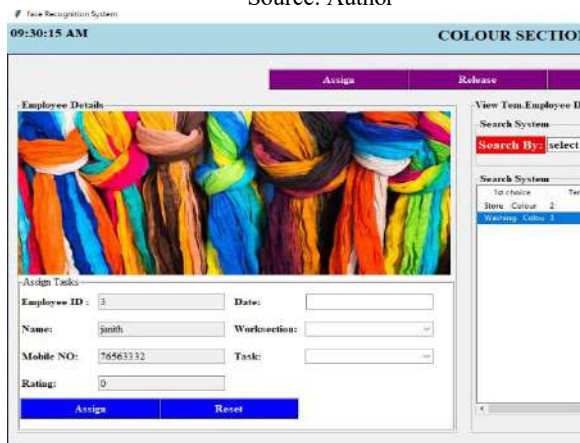 Source: Author
face Recognition System
09:30:15 AM
COLOUR SECTION
Assign Release
Employee Details
View Tem.Employee D
Search System
Search By: select
Search System
1st choice Ter
Store Colour 2
Washing Colou 3
Assign Tasks
Employee ID : 3 Date:
Name: janith Worksection:
Mobile NO: 76563332 Task:
Rating: 0
Assign Reset